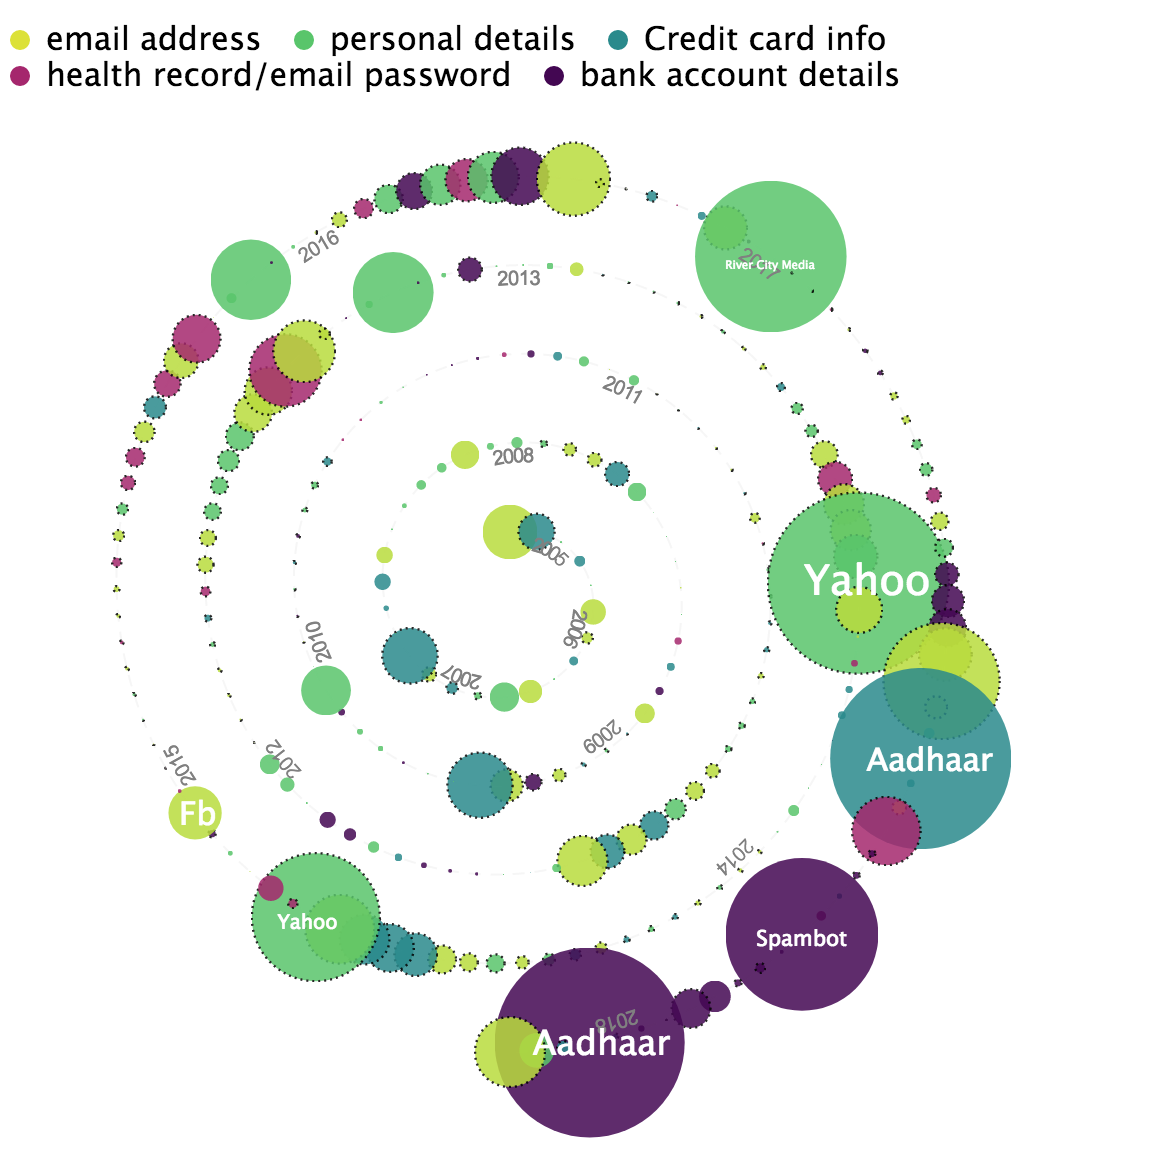 email address
personal details
Credit card info
health record/email password
bank account details
2016
2017
River City Media
2013
2011
2008
2005
2006
Yahoo
2010
2007
2009
2012
2015
Aadhaar
Fb
2014
Yahoo
Spambot
2018
Aadhaar